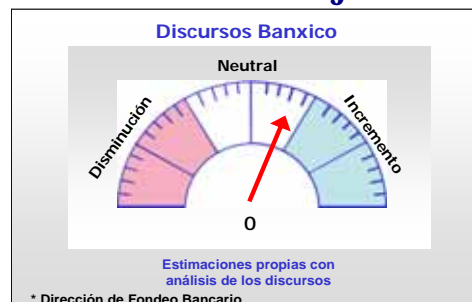 Discursos Banxico
Neutral
Disminución
Incremento
0
Estimaciones propias con
análisis de los discursos
* Dirección de Fondeo Bancario